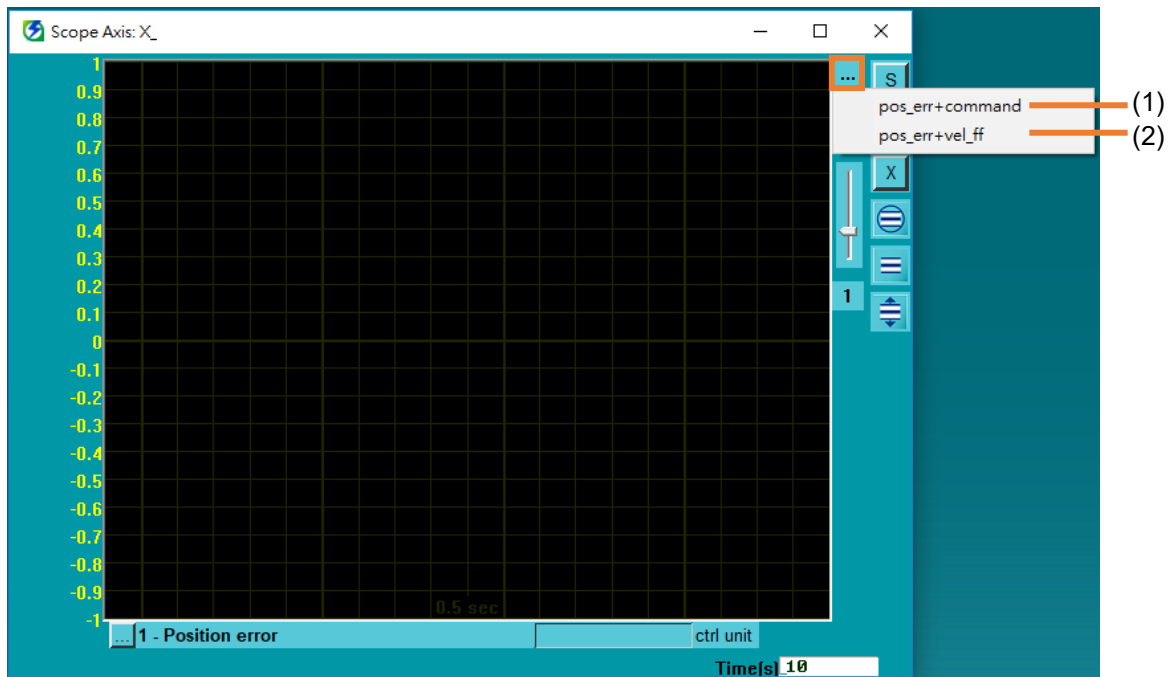 Scope Axis: X_
1
0.9
0.8
0.7
0.6
0.5
0.4
0.3
0.2
0.1
0
-0.1
-0.2
-0.3
-0.4
-0.5
-0.6
-0.7
-0.8
-0.9
-1
0.5 sec
... S
pos_err+command (1)
pos_err+vel_ff (2)
X
1
... 1 - Position error ctrl unit
Time(s) 10